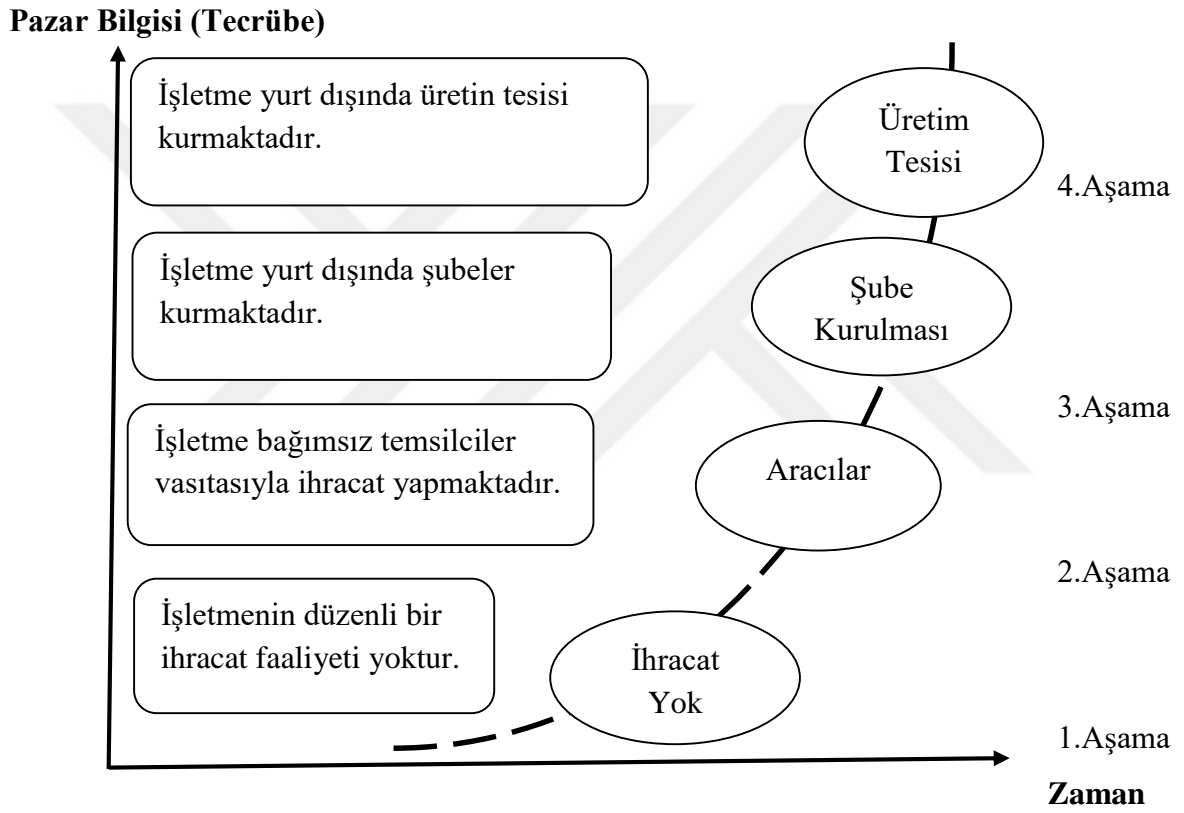 Pazar Bilgisi (Tecrübe)
İşletme yurt dışında üretin tesisi
kurmaktadır.
Üretim
Tesisi
4.Aşama
İşletme yurt dışında şubeler
kurmaktadır.
Şube
Kurulması
3.Aşama
İşletme bağımsız temsilciler
vasıtasıyla ihracat yapmaktadır.
Aracılar
2.Aşama
İşletmenin düzenli bir
ihracat faaliyeti yoktur.
İhracat
Yok
1.Aşama
Zaman